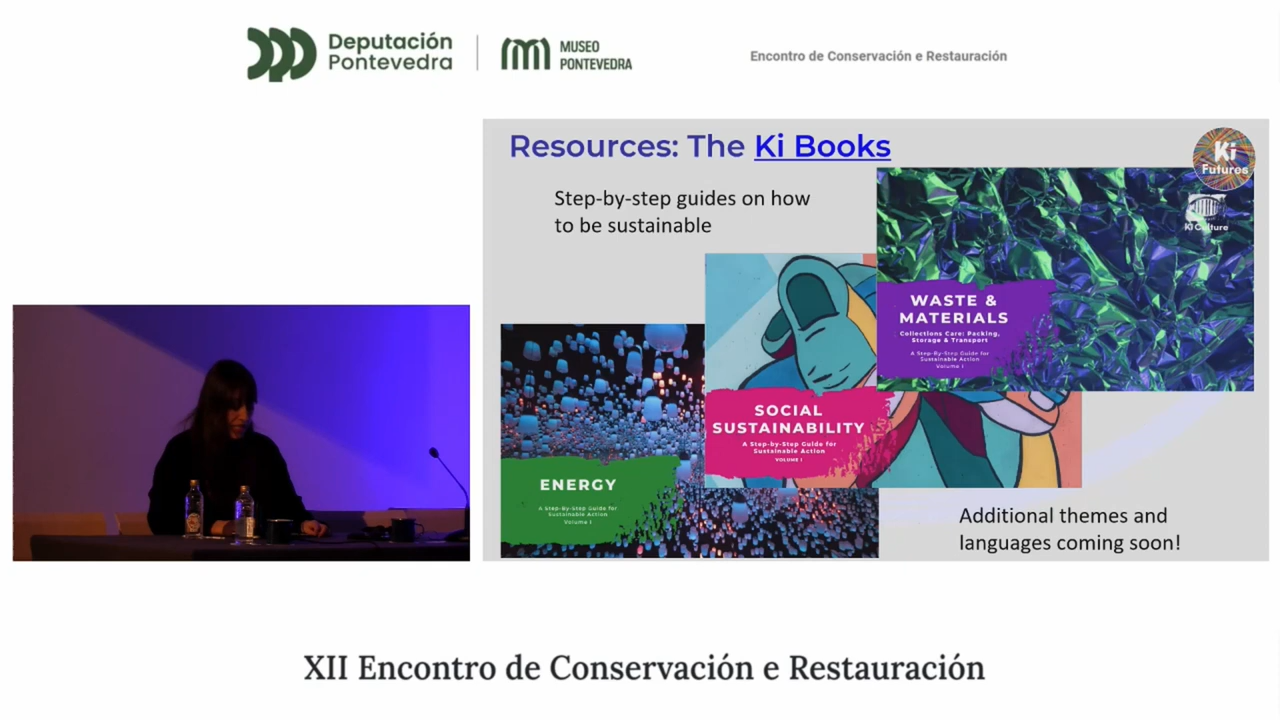 Deputación
Pontevedra
MUSEO
PONTEVEDRA
Encontro de Conservación e Restauración
Resources: The Ki Books
Ki
Futures
Step-by-step guides on how
to be sustainable
Ki Culture
WASTE &
MATERIALS
Collections Care: Packing,
Storage & Transport
A Step-By-Step Guide for
Sustainable Action
Volume I
SOCIAL
SUSTAINABILITY
A Step-by-Step Guide for
Sustainable Action
VOLUME I
ENERGY
A Step-By-Step Guide for
Sustainable Action
Volume I
Additional themes and
languages coming soon!
XII Encontro de Conservación e Restauración